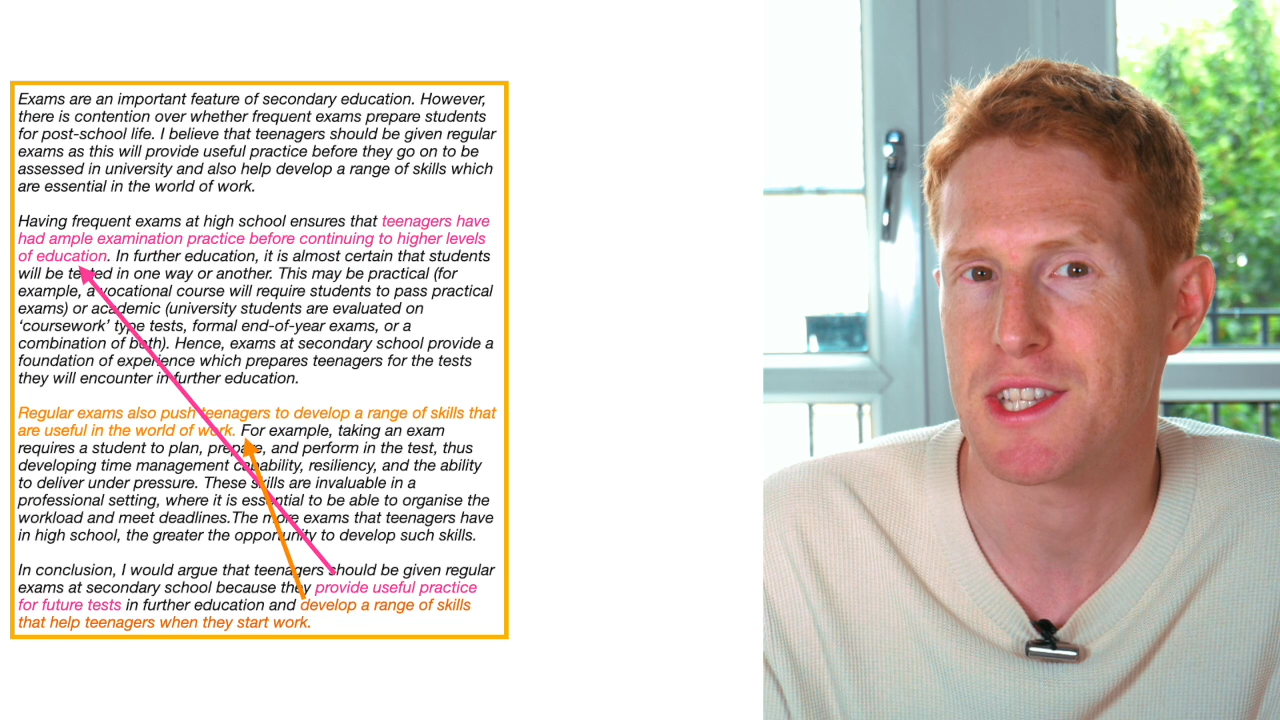 Exams are an important feature of secondary education. However,
there is contention over whether frequent exams prepare students
for post-school life. I believe that teenagers should be given regular
exams as this will provide useful practice before they go on to be
assessed in university and also help develop a range of skills which
are essential in the world of work.
Having frequent exams at high school ensures that teenagers have
had ample examination practice before continuing to higher levels
of education. In further education, it is almost certain that students
will be tested in one way or another. This may be practical (for
example, a vocational course will require students to pass practical
exams) or academic (university students are evaluated on
‘coursework’ type tests, formal end-of-year exams, or a
combination of both). Hence, exams at secondary school provide a
foundation of experience which prepares teenagers for the tests
they will encounter in further education.
Regular exams also push teenagers to develop a range of skills that
are useful in the world of work. For example, taking an exam
requires a student to plan, prepare, and perform in the test, thus
developing time management capability, resiliency, and the ability
to deliver under pressure. These skills are invaluable in a
professional setting, where it is essential to be able to organise the
workload and meet deadlines.The more exams that teenagers have
in high school, the greater the opportunity to develop such skills.
In conclusion, I would argue that teenagers should be given regular
exams at secondary school because they provide useful practice
for future tests in further education and develop a range of skills
that help teenagers when they start work.